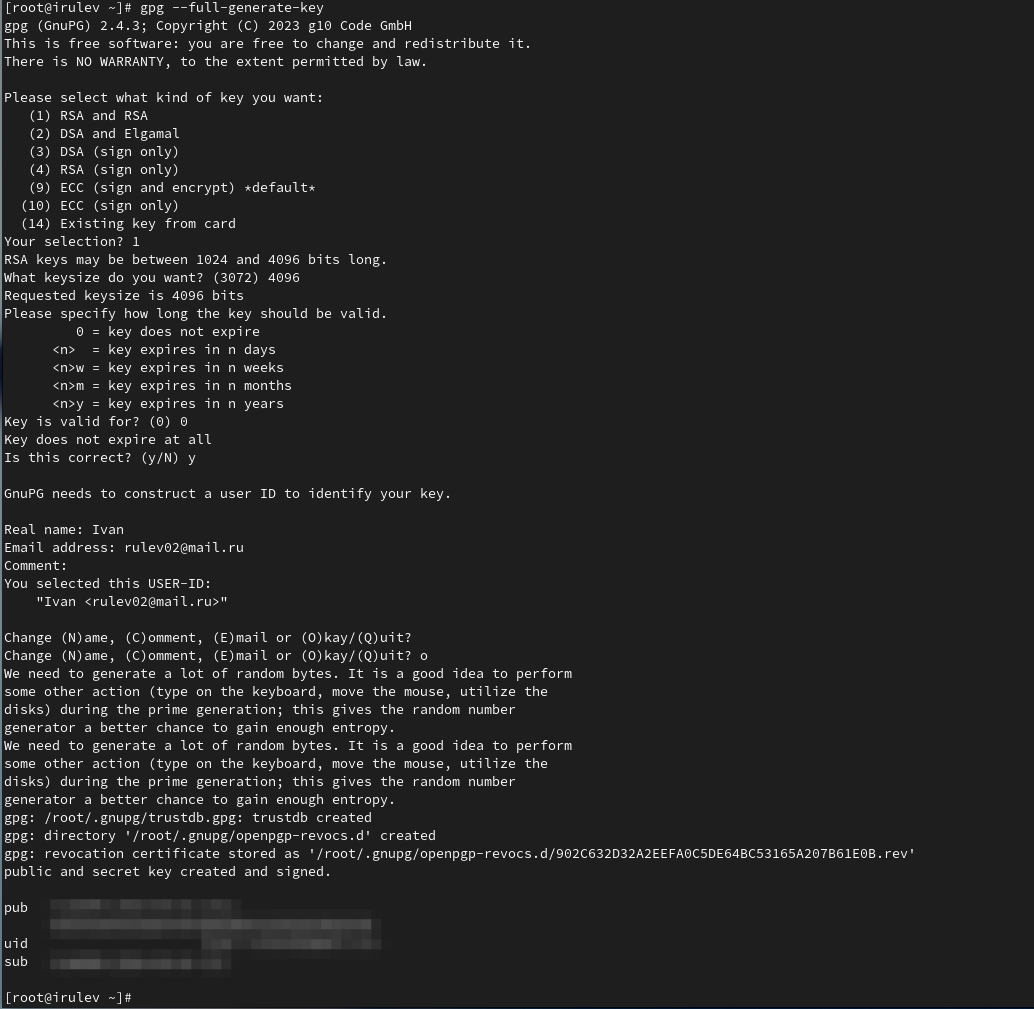 [root@irulev ~]# gpg --full-generate-key
gpg (GnuPG) 2.4.3; Copyright (C) 2023 g10 Code GmbH
This is free software: you are free to change and redistribute it.
There is NO WARRANTY, to the extent permitted by law.

Please select what kind of key you want:
   (1) RSA and RSA
   (2) DSA and Elgamal
   (3) DSA (sign only)
   (4) RSA (sign only)
   (9) ECC (sign and encrypt) *default*
  (10) ECC (sign only)
  (14) Existing key from card
Your selection? 1
RSA keys may be between 1024 and 4096 bits long.
What keysize do you want? (3072) 4096
Requested keysize is 4096 bits
Please specify how long the key should be valid.
         0 = key does not expire
      <n>  = key expires in n days
      <n>w = key expires in n weeks
      <n>m = key expires in n months
      <n>y = key expires in n years
Key is valid for? (0) 0
Key does not expire at all
Is this correct? (y/N) y

GnuPG needs to construct a user ID to identify your key.

Real name: Ivan
Email address: rulev02@mail.ru
Comment:
You selected this USER-ID:
    "Ivan <rulev02@mail.ru>"

Change (N)ame, (C)omment, (E)mail or (O)kay/(Q)uit?
Change (N)ame, (C)omment, (E)mail or (O)kay/(Q)uit? o
We need to generate a lot of random bytes. It is a good idea to perform
some other action (type on the keyboard, move the mouse, utilize the
disks) during the prime generation; this gives the random number
generator a better chance to gain enough entropy.
We need to generate a lot of random bytes. It is a good idea to perform
some other action (type on the keyboard, move the mouse, utilize the
disks) during the prime generation; this gives the random number
generator a better chance to gain enough entropy.
gpg: /root/.gnupg/trustdb.gpg: trustdb created
gpg: directory '/root/.gnupg/openpgp-revocs.d' created
gpg: revocation certificate stored as '/root/.gnupg/openpgp-revocs.d/902C632D32A2EEFA0C5DE64BC53165A207B61E0B.rev'
public and secret key created and signed.

pub
uid
sub

[root@irulev ~]#